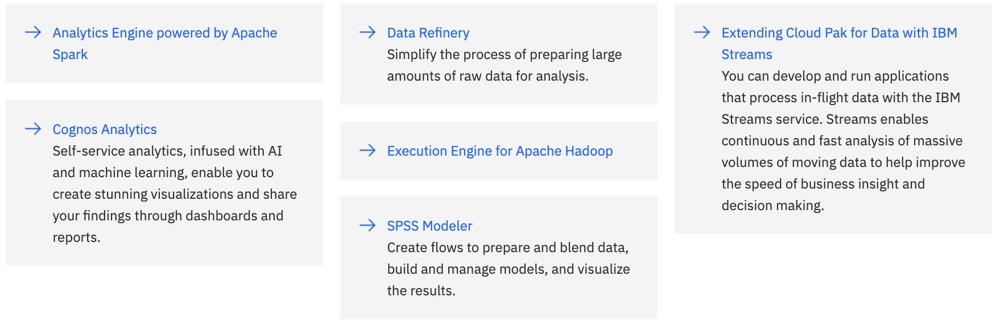 Analytics Engine powered by Apache
Spark
Cognos Analytics
Self-service analytics, infused with AI
and machine learning, enable you to
create stunning visualizations and share
your findings through dashboards and
reports.
Data Refinery
Simplify the process of preparing large
amounts of raw data for analysis.
Execution Engine for Apache Hadoop
SPSS Modeler
Create flows to prepare and blend data,
build and manage models, and visualize
the results.
Extending Cloud Pak for Data with IBM
Streams
You can develop and run applications
that process in-flight data with the IBM
Streams service. Streams enables
continuous and fast analysis of massive
volumes of moving data to help improve
the speed of business insight and
decision making.